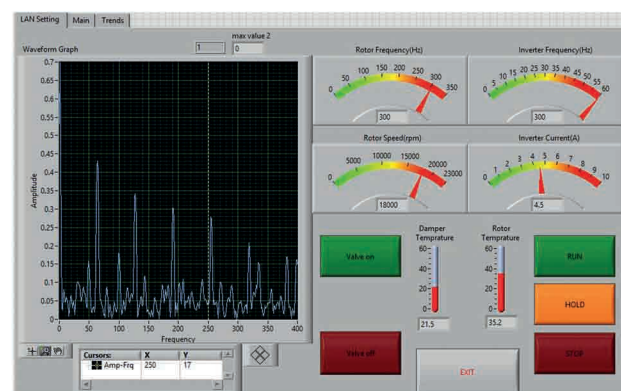 LAN Setting Main Trends
max value 2
Waveform Graph 1 0
Rotor Frequency(Hz) Inverter Frequency(Hz)
0.7
0.65
0.6
0.55
0.5
0.45
0.4
0.35
0.3
0.25
0.2
0.15
0.1
0.05
0
Amplitude
0 50 100 150 200 250 300 350 400
Frequency
0 50 100 150 200 250 300 350
300
0 5 10 15 20 25 30 35 40 45 50 55 60
300
Rotor Speed(rpm) Inverter Current(A)
0 5000 10000 15000 20000 23000
18000
0 1 2 3 4 5 6 7 8 9 10
4.5
Damper Temprature
60
40
20
0
21.5
Rotor Temprature
60
40
20
0
35.2
Valve on
RUN
HOLD
Valve off
STOP
EXIT
Cursors: X Y
Amp-Frq 250 17